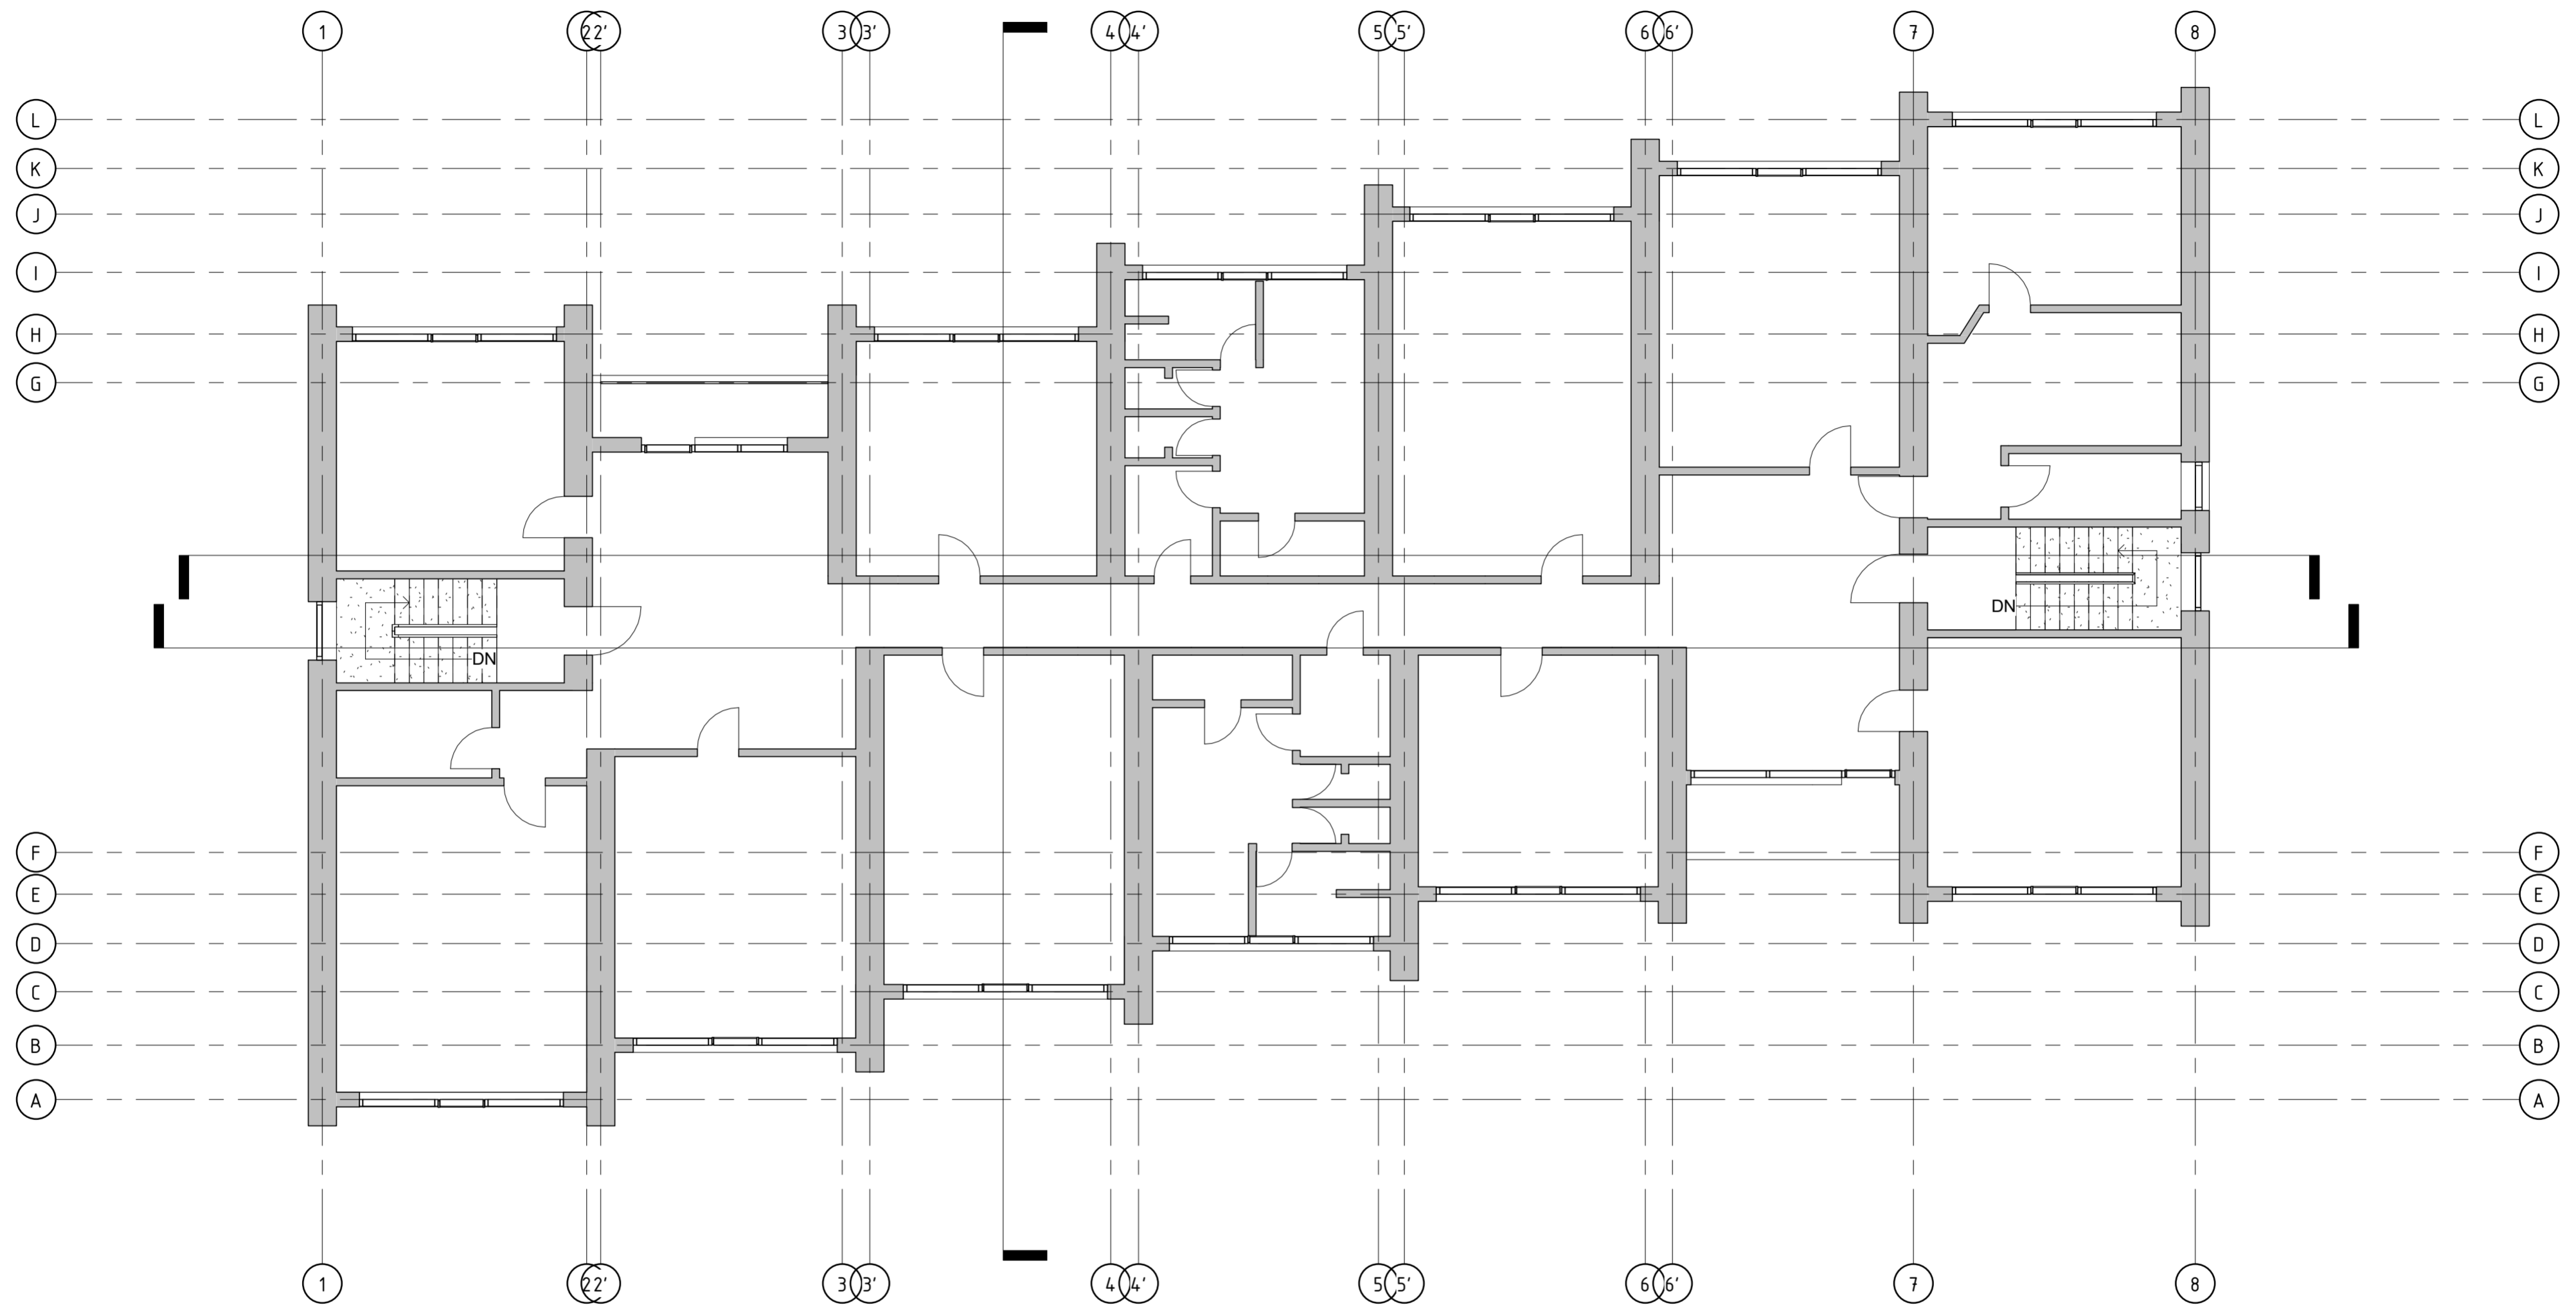 1 2 2' 3 3' 4 4' 5 5' 6 6' 7 8
L L
K K
J J
I I
H H
G G
DN
DN
F F
E E
D D
C C
B B
A A
1 2 2' 3 3' 4 4' 5 5' 6 6' 7 8